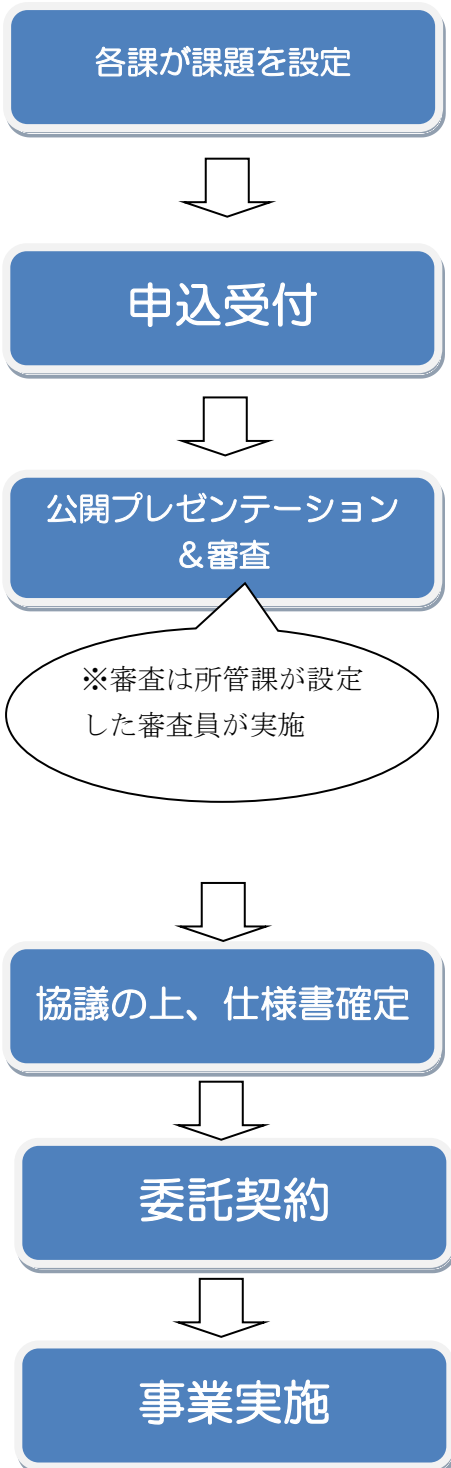 各課が課題を設定
申込受付
公開プレゼンテーション
＆審査
※審査は所管課が設定
した審査員が実施
協議の上、仕様書確定
委託契約
事業実施